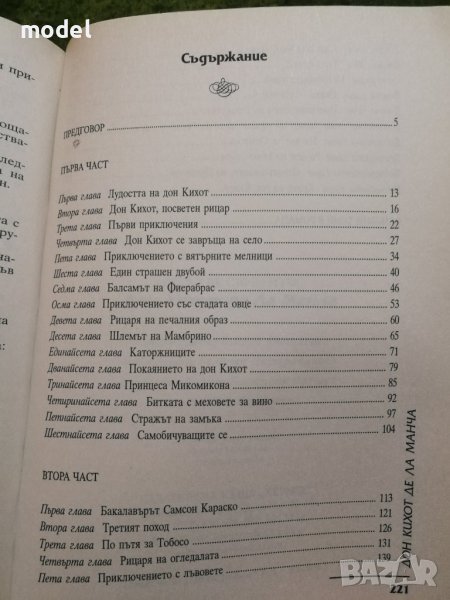 model
Съдържание
ПРЕДГОВОР 5
ПЪРВА ЧАСТ
Първа глава Лудостта на дон Кихот 13
Втора глава Дон Кихот, посветен рицар 16
Трета глава Първи приключения 22
Четвърта глава Дон Кихот се завръща на село 27
Пета глава Приключението с вятърните мелници 34
Шеста глава Един страшен двубой 40
Седма глава Балсамът на Фиерабрас 46
Осма глава Приключението със стадата овце 53
Девета глава Рицаря на печалния образ 60
Десета глава Шлемът на Мамбрино 65
Единайсета глава Каторжниците 71
Дванайсета глава Покаянието на дон Кихот 79
Тринайсета глава Принцеса Микомикона 85
Четиринайсета глава Битката с меховете за вино 92
Петнайсета глава Стражът на замъка 97
Шестнайсета глава Самобичуващите се 104
ВТОРА ЧАСТ
Първа глава Бакалавърът Самсон Караско 113
Втора глава Третият поход 121
Трета глава По пътя за Тобосо 126
Четвърта глава Рицаря на огледалата 131
Пета глава Приключението с лъвовете 139
221
ДОН КИХОТ ДЕ ЛА МАНЧА
BAZAR